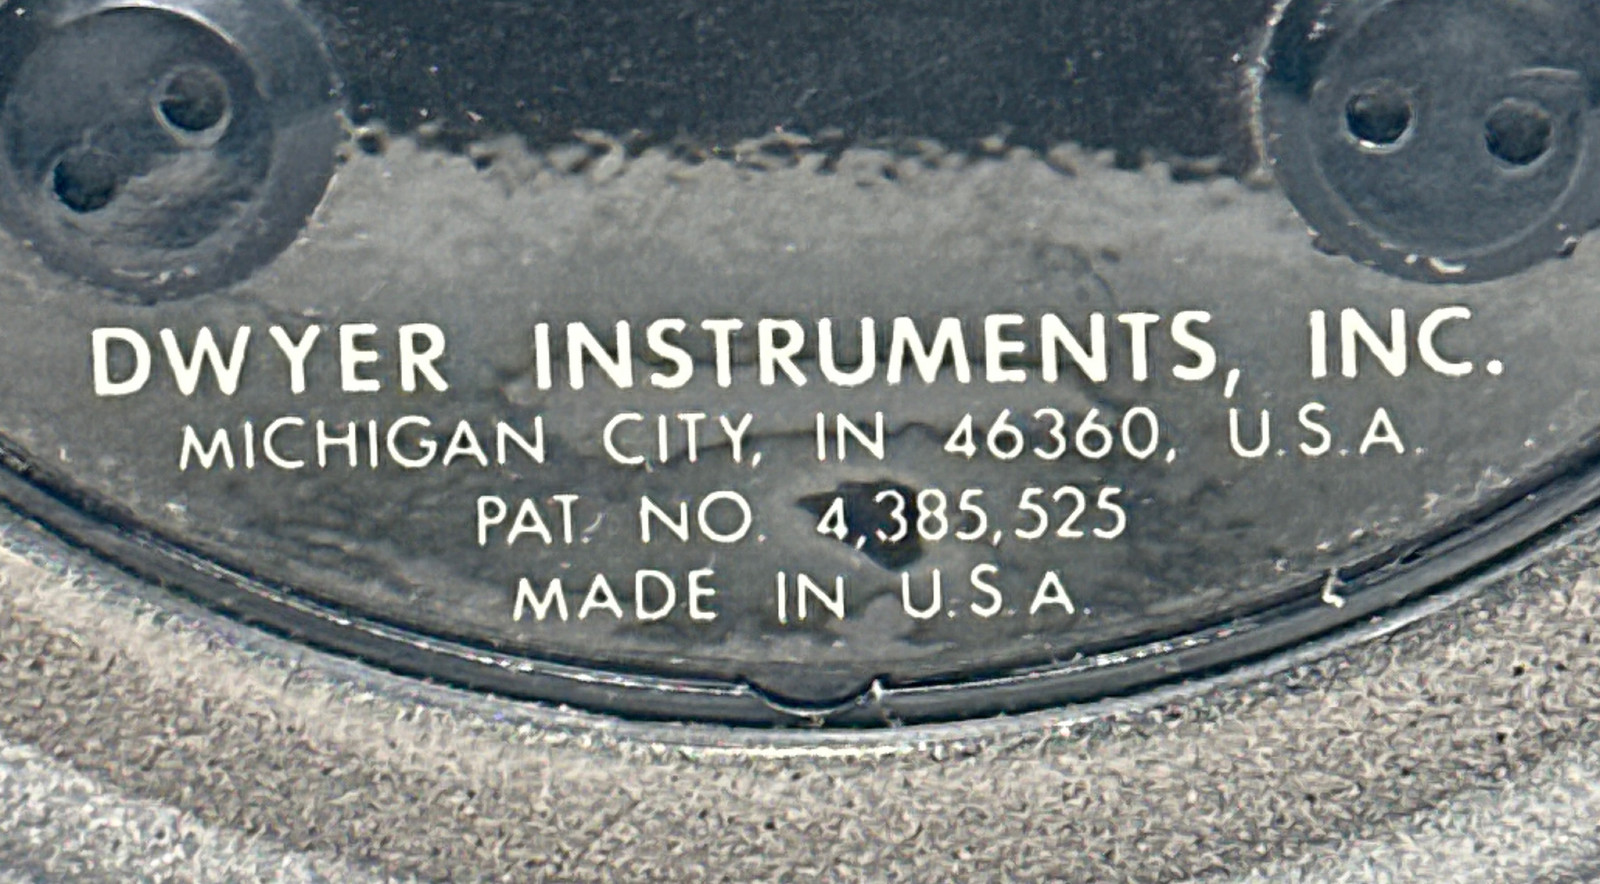 DWYER INSTRUMENTS, INC.
MICHIGAN CITY, IN 46360, U.S.A.
PAT. NO. 4,385,525
MADE IN U.S.A.